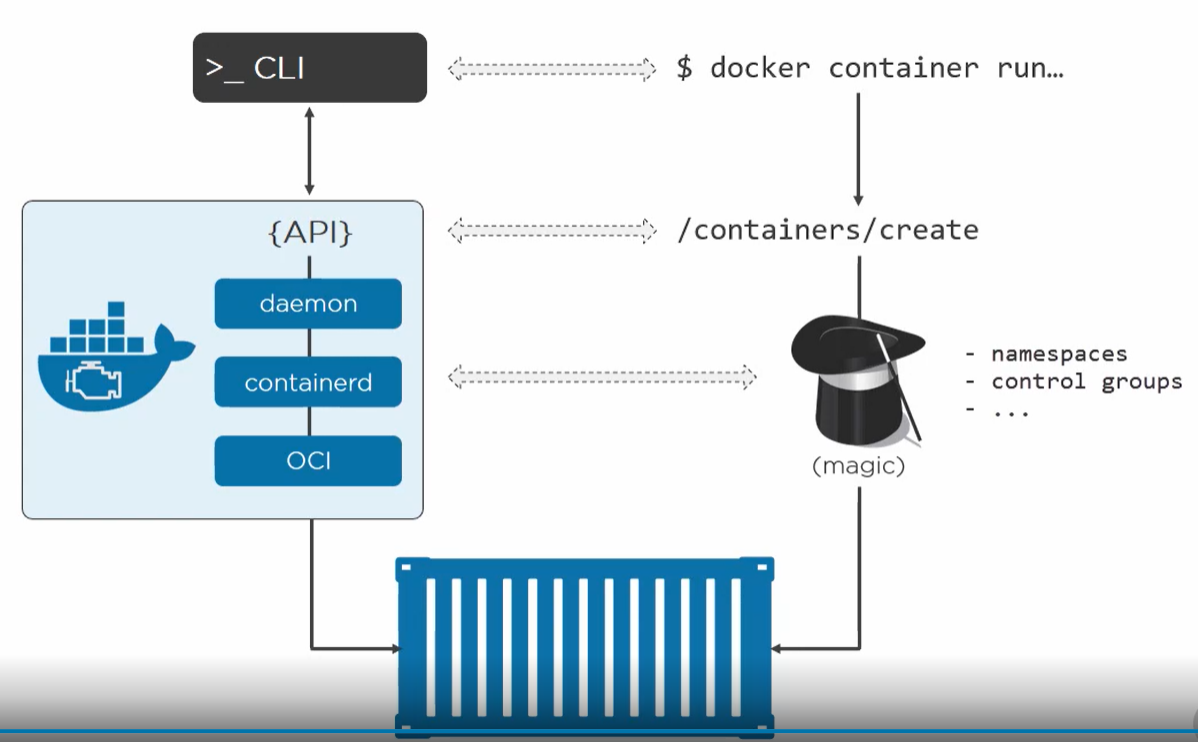 >_ CLI
$ docker container run…
{API}
/containers/create
daemon
containerd
OCI
- namespaces
- control groups
- ...
(magic)